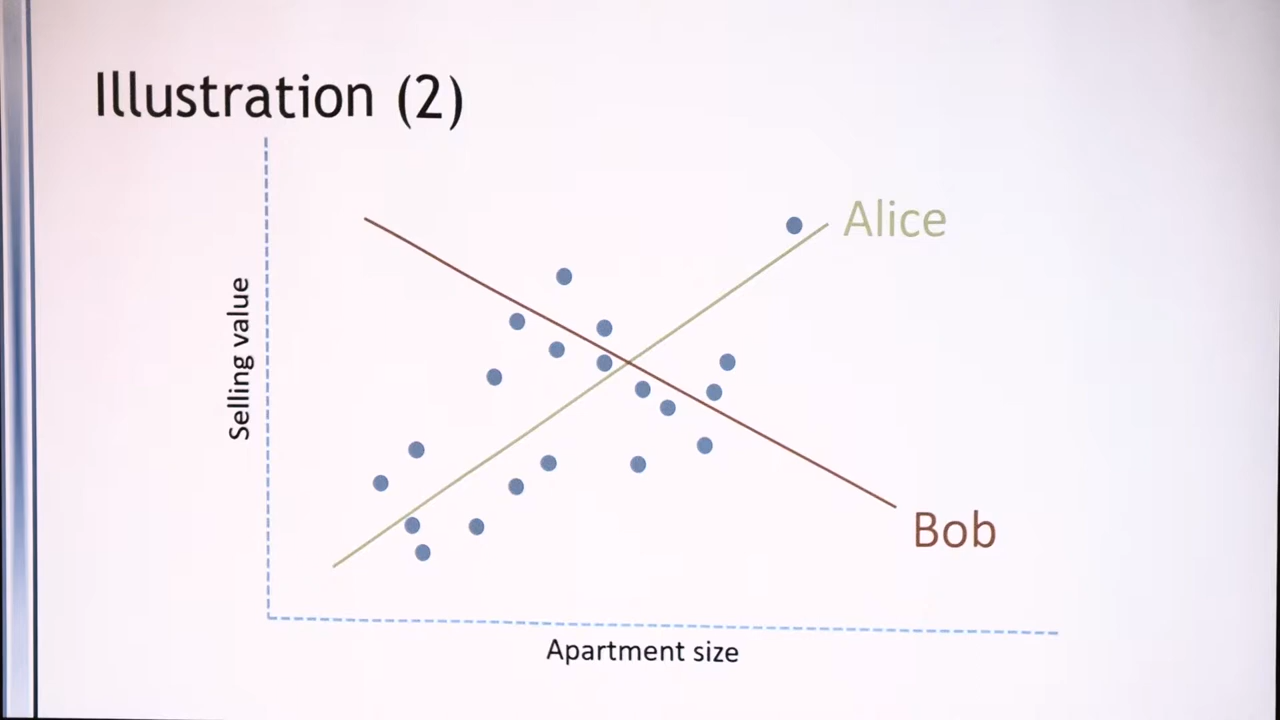 Illustration (2)
Alice
Selling value
Bob
Apartment size